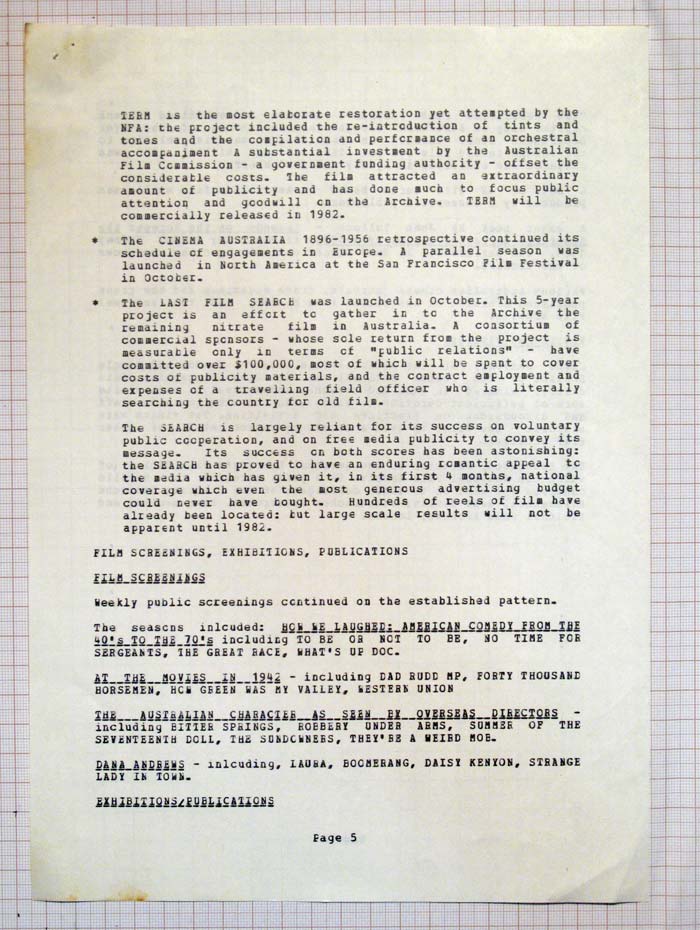 TERM is the most elaborate restoration yet attempted by the
NFA: the project included the re-introduction of tints and
tones and the compilation and performance of an orchestral
accompaniment A substantial investment by the Australian
Film Commission - a government funding authority - offset the
considerable costs. The film attracted an extraordinary
amount of publicity and has done much to focus public
attention and goodwill on the Archive. TERM will be
commercially released in 1982.
* The CINEMA AUSTRALIA 1896-1956 retrospective continued its
schedule of engagements in Europe. A parallel season was
launched in North America at the San Francisco Film Festival
in October.
* The LAST FILM SEARCH was launched in October. This 5-year
project is an effort to gather in to the Archive the
remaining nitrate film in Australia. A consortium of
commercial sponsors - whose sole return from the project is
measurable only in terms of "public relations" - have
committed over $100,000, most of which will be spent to cover
costs of publicity materials, and the contract employment and
expenses of a travelling field officer who is literally
searching the country for old film.
The SEARCH is largely reliant for its success on voluntary
public cooperation, and on free media publicity to convey its
message. Its success on both scores has been astonishing:
the SEARCH has proved to have an enduring romantic appeal to
the media which has given it, in its first 4 months, national
coverage which even the most generous advertising budget
could never have bought. Hundreds of reels of film have
already been located: but large scale results will not be
apparent until 1982.
FILM SCREENINGS, EXHIBITIONS, PUBLICATIONS
FILM SCREENINGS
Weekly public screenings continued on the established pattern.
The seasons inlcuded: HOW WE LAUGHED: AMERICAN COMEDY FROM THE
40's TO THE 70's including TO BE OR NOT TO BE, NO TIME FOR
SERGEANTS, THE GREAT RACE, WHAT'S UP DOC.
AT THE MOVIES IN 1942 - including DAD RUDD MP, FORTY THOUSAND
HORSEMEN, HOW GREEN WAS MY VALLEY, WESTERN UNION
THE AUSTRALIAN CHARACTER AS SEEN BY OVERSEAS DIRECTORS -
including BITTER SPRINGS, ROBBERY UNDER ARMS, SUMMER OF THE
SEVENTEENTH DOLL, THE SUNDOWNERS, THEY'RE A WEIRD MOB.
DANA ANDREWS - inlcuding, LAURA, BOOMERANG, DAISY KENYON, STRANGE
LADY IN TOWN.
EXHIBITIONS/PUBLICATIONS
Page 5